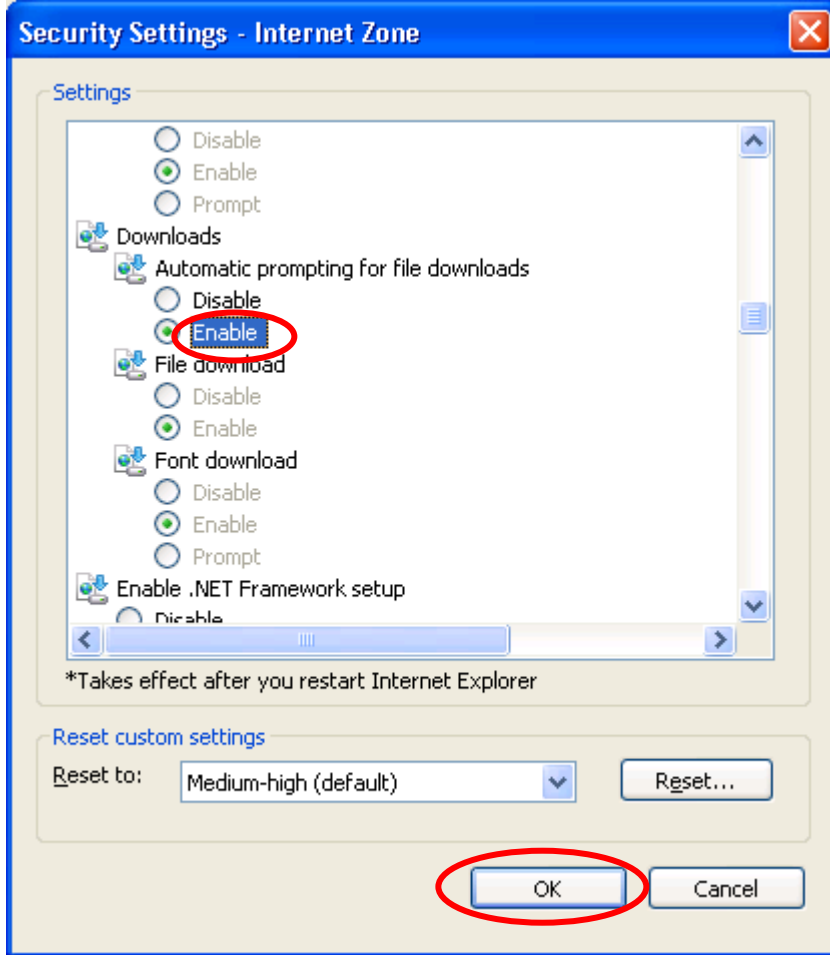 Security Settings - Internet Zone
Settings
Disable
Enable
Prompt
Downloads
Automatic prompting for file downloads
Disable
Enable
File download
Disable
Enable
Font download
Disable
Enable
Prompt
Enable .NET Framework setup
Disable
*Takes effect after you restart Internet Explorer
Reset custom settings
Reset to: Medium-high (default) Reset...
OK Cancel